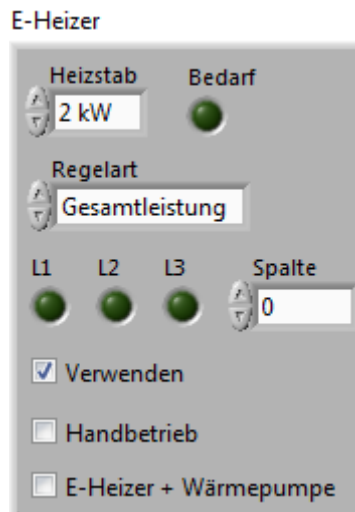 E-Heizer
Heizstab Bedarf
2 kW
Regelart
Gesamtleistung
L1 L2 L3 Spalte
0
Verwenden
Handbetrieb
E-Heizer + Wärmepumpe